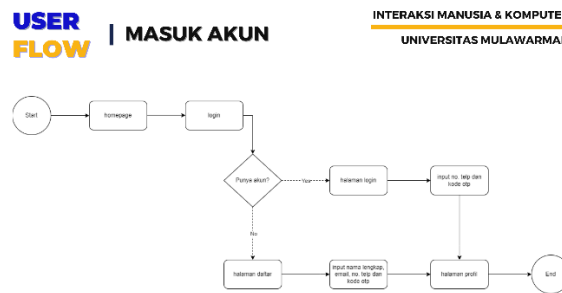 USER
FLOW
| MASUK AKUN
INTERAKSI MANUSIA & KOMPUTE
UNIVERSITAS MULAWARMA
Start
homepage
login
Punya akun?
Yes
halaman login
input no. telp dan
kode otp
No
halaman daftar
input nama lengkap,
email, no. telp dan
kode otp
halaman profil
End